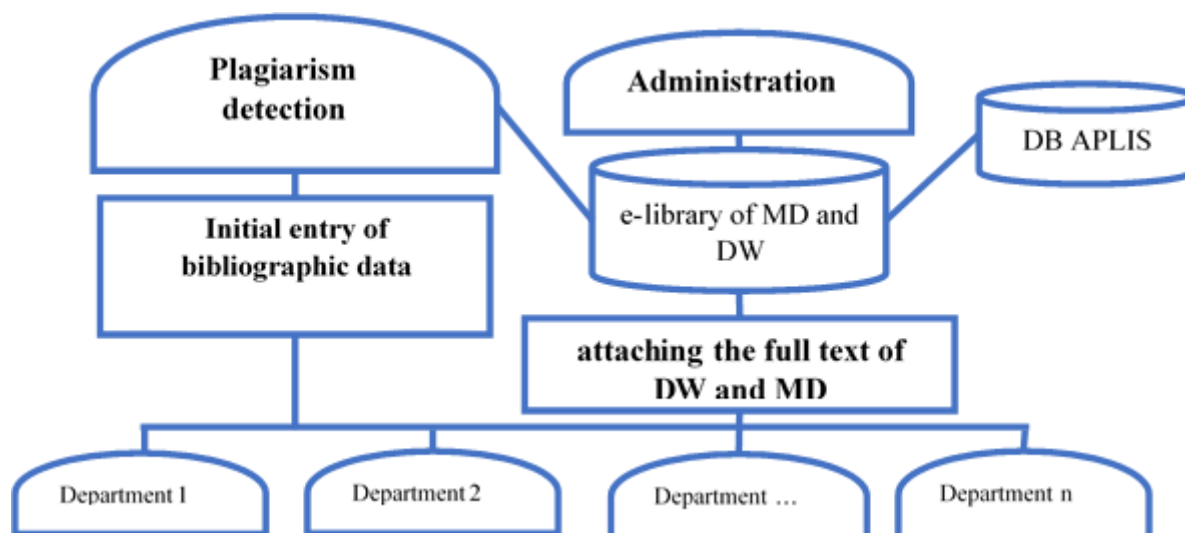 Plagiarism
detection
Administration
DB APLIS
Initial entry of
bibliographic data
e-library of MD and
DW
attaching the full text of
DW and MD
Department 1
Department 2
Department ...
Department n